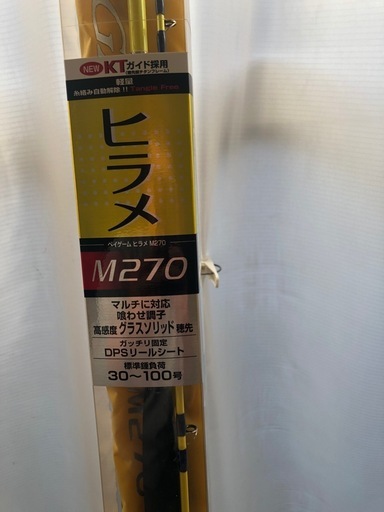 NEW KTガイド採用
軽量
糸絡み自動解除!! Tangle Free
ヒラメ
ベイゲーム ヒラメ M270
M270
マルチに対応
喰わせ調子
高感度 グラスソリッド穂先
ガッチリ固定
DPSリールシート
標準錘負荷
30〜100号
M270